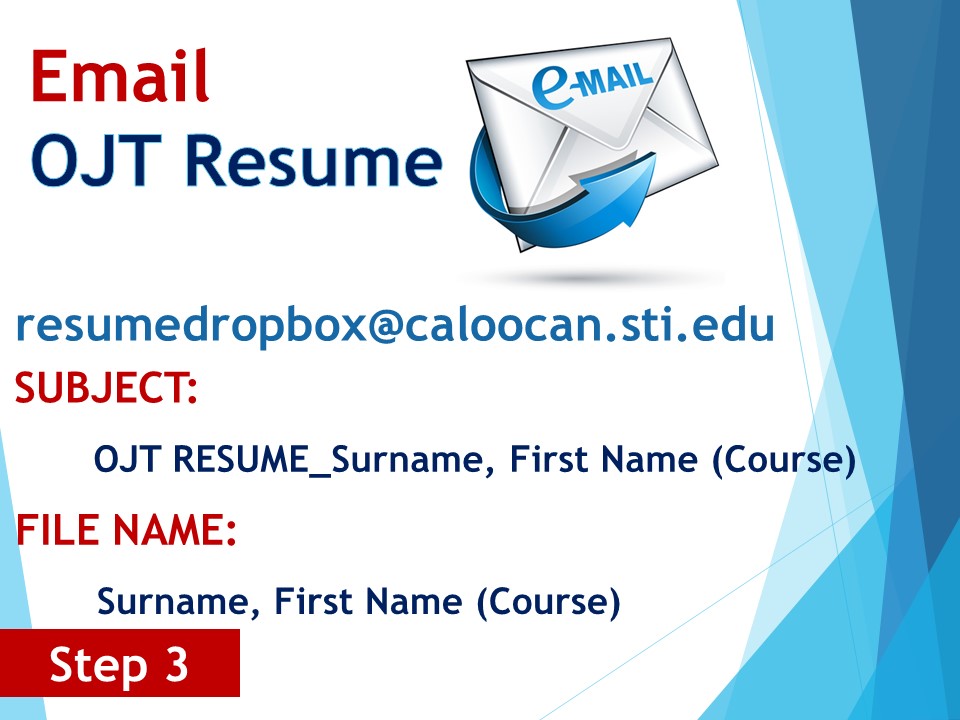 Email
OJT Resume
e-MAIL
resumedropbox@caloocan.sti.edu
SUBJECT:
OJT RESUME_Surname, First Name (Course)
FILE NAME:
Surname, First Name (Course)
Step 3